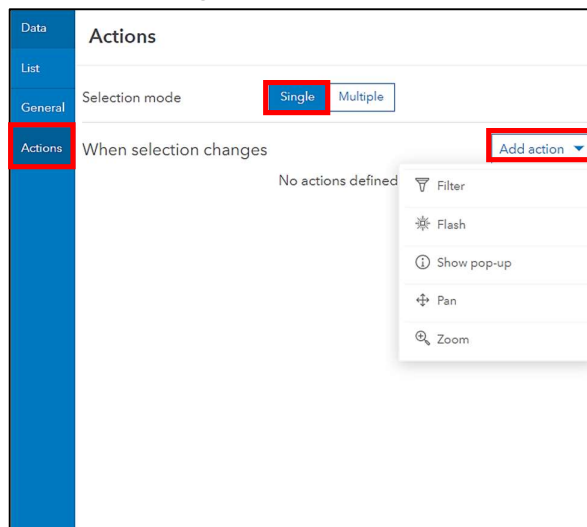 Data
Actions
List
General
Selection mode
Single
Multiple
Actions
When selection changes
Add action
No actions defined
Filter
Flash
Show pop-up
Pan
Zoom